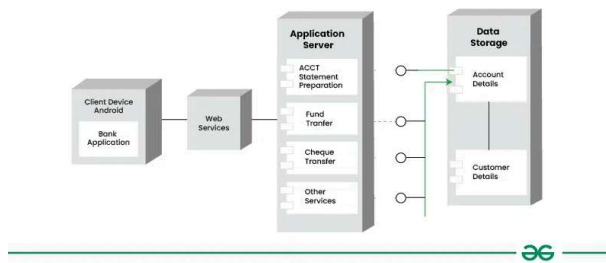 Application
Server
Data
Storage
ACCT
Statement
Preparation
Account
Details
Client Device
Android
Bank
Application
Web
Services
Fund
Tranfer
Cheque
Transfer
Customer
Details
Other
Services